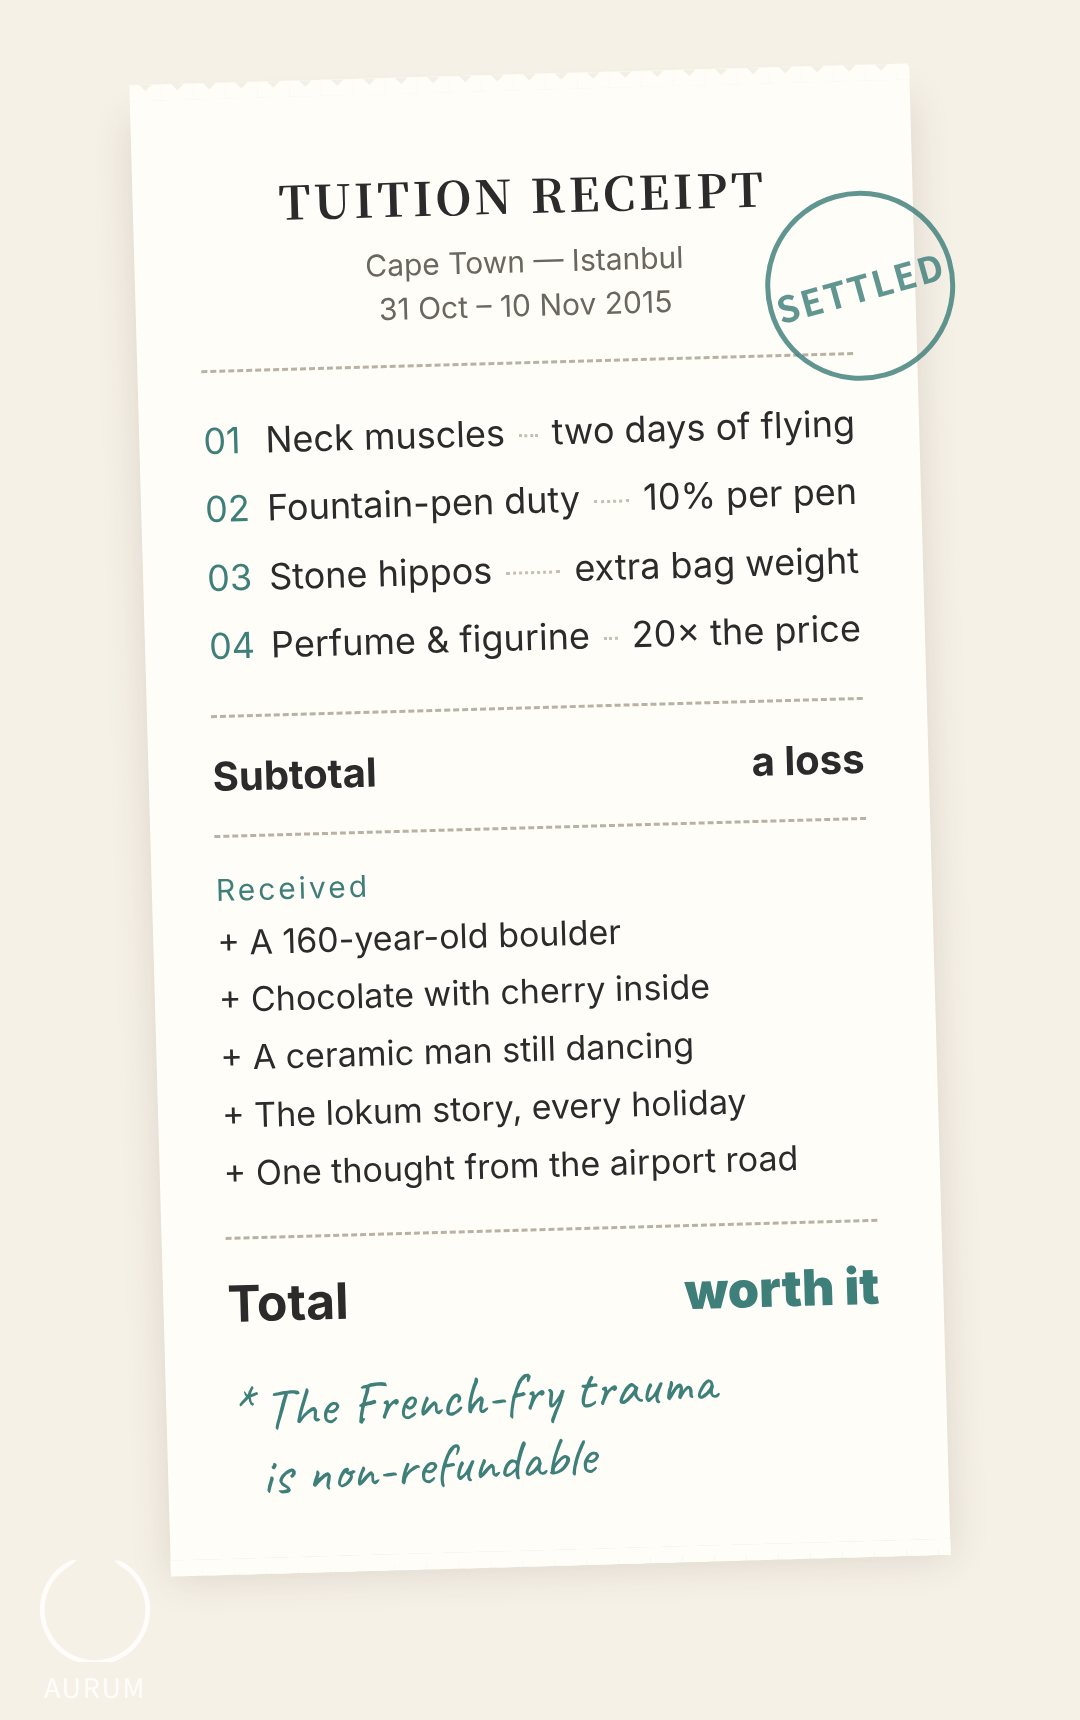 TUITION RECEIPT
Cape Town — Istanbul
31 Oct – 10 Nov 2015
SETTLED
01 Neck muscles ···· two days of flying
02 Fountain-pen duty ······ 10% per pen
03 Stone hippos ········· extra bag weight
04 Perfume & figurine ··· 20× the price
Subtotal a loss
Received
+ A 160-year-old boulder
+ Chocolate with cherry inside
+ A ceramic man still dancing
+ The lokum story, every holiday
+ One thought from the airport road
Total worth it
* The French-fry trauma
is non-refundable
AURUM